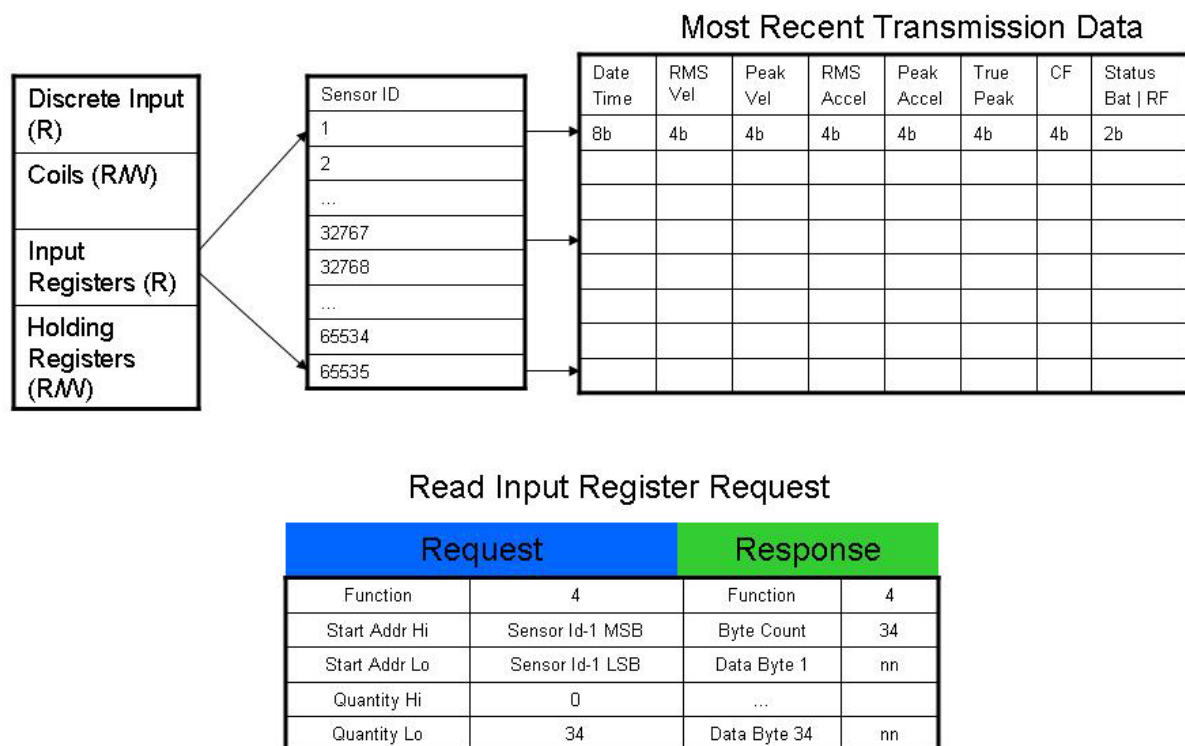 Most Recent Transmission Data
Discrete Input
(R)
Coils (R/W)
Input
Registers (R)
Holding
Registers
(R/W)
Sensor ID
1
2
...
32767
32768
...
65534
65535
Date Time RMS Vel Peak Vel RMS Accel Peak Accel True Peak CF Status Bat | RF
8b 4b 4b 4b 4b 4b 4b 2b
Read Input Register Request
Request Response
Function 4 Function 4
Start Addr Hi Sensor Id-1 MSB Byte Count 34
Start Addr Lo Sensor Id-1 LSB Data Byte 1 nn
Quantity Hi 0 ...
Quantity Lo 34 Data Byte 34 nn